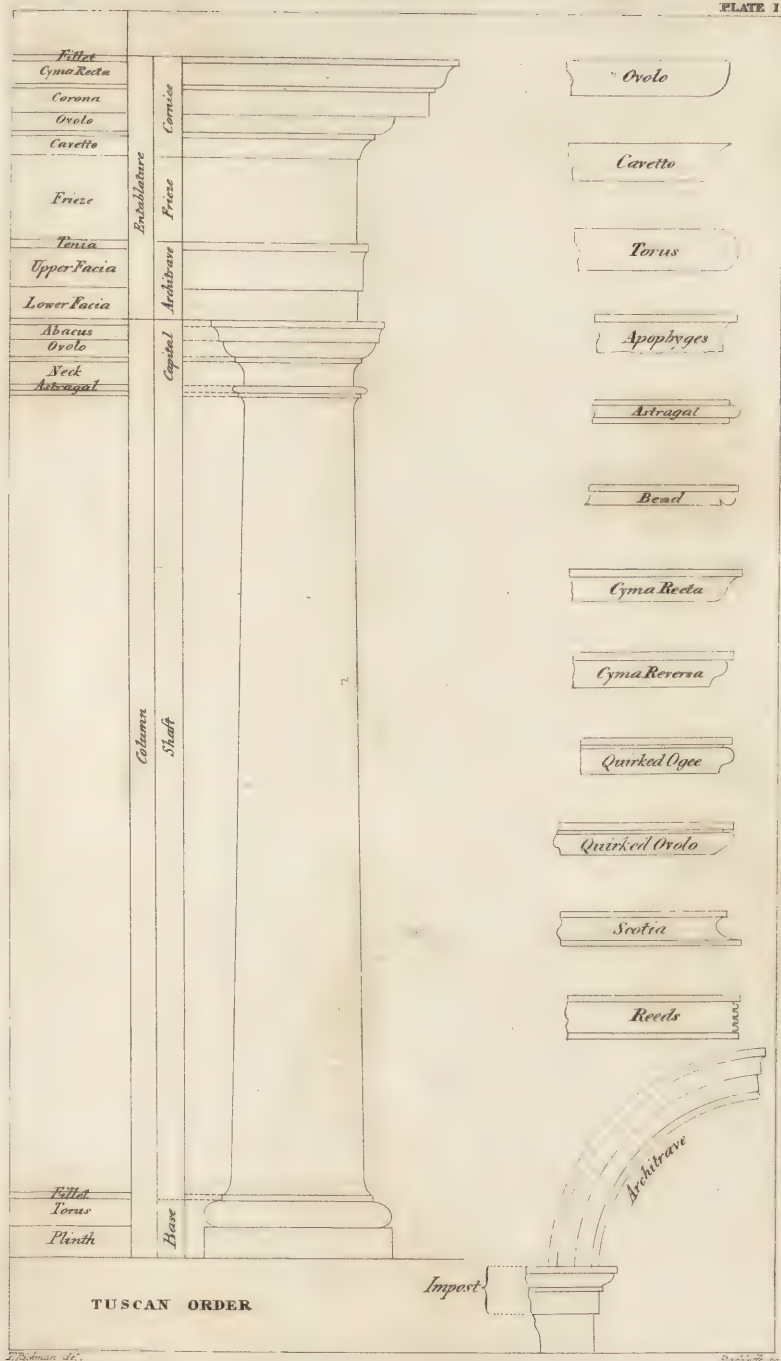 PLATE I
Fillet
Cyma Recta
Corona
Ovolo
Cavetto
Frieze
Tenia
Upper Facia
Lower Facia
Abacus
Ovolo
Neck
Astragal
Fillet
Torus
Plinth
Entablature
Column
Cornice
Frieze
Architrave
Capital
Shaft
Base
Ovolo
Cavetto
Torus
Apophyges
Astragal
Bead
Cyma Recta
Cyma Reversa
Quirked Ogee
Quirked Ovolo
Scotia
Reeds
Architrave
Impost
TUSCAN ORDER
T. Rickman del.